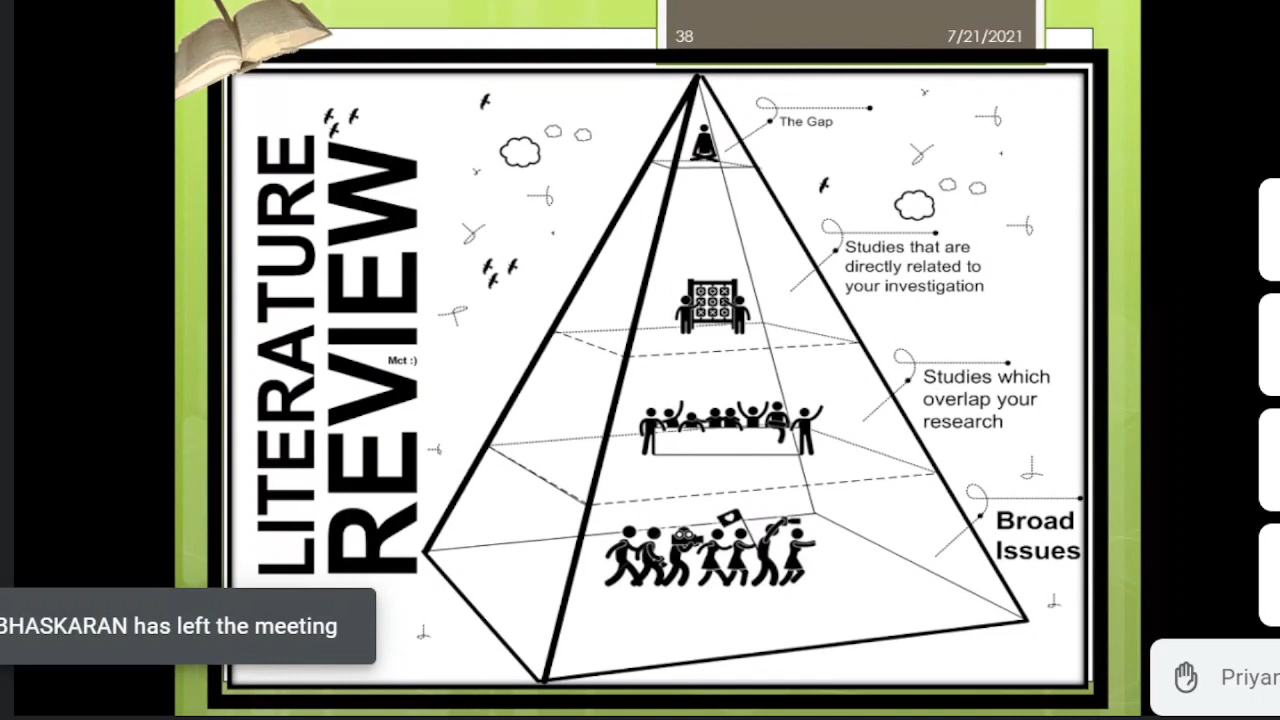 38
7/21/2021
LITERATURE
REVIEW
Mct :)
The Gap
Studies that are
directly related to
your investigation
Studies which
overlap your
research
Broad
Issues
BHASKARAN has left the meeting